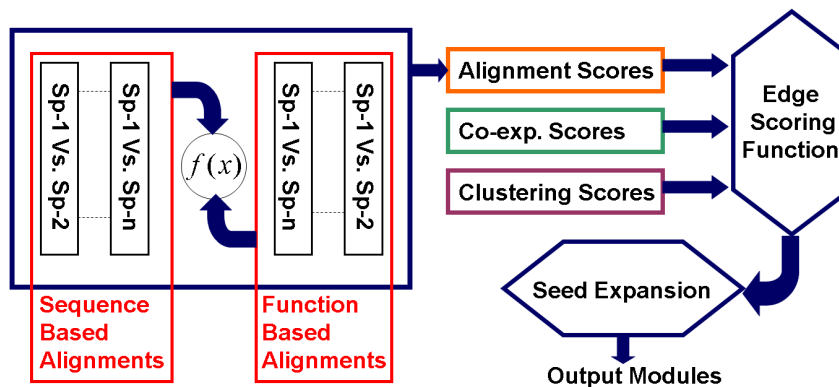 Sp-1 Vs. Sp-2
Sp-1 Vs. Sp-n
f(x)
Sp-1 Vs. Sp-n
Sp-1 Vs. Sp-2
Sequence
Based
Alignments
Function
Based
Alignments
Alignment Scores
Co-exp. Scores
Clustering Scores
Edge
Scoring
Function
Seed Expansion
Output Modules